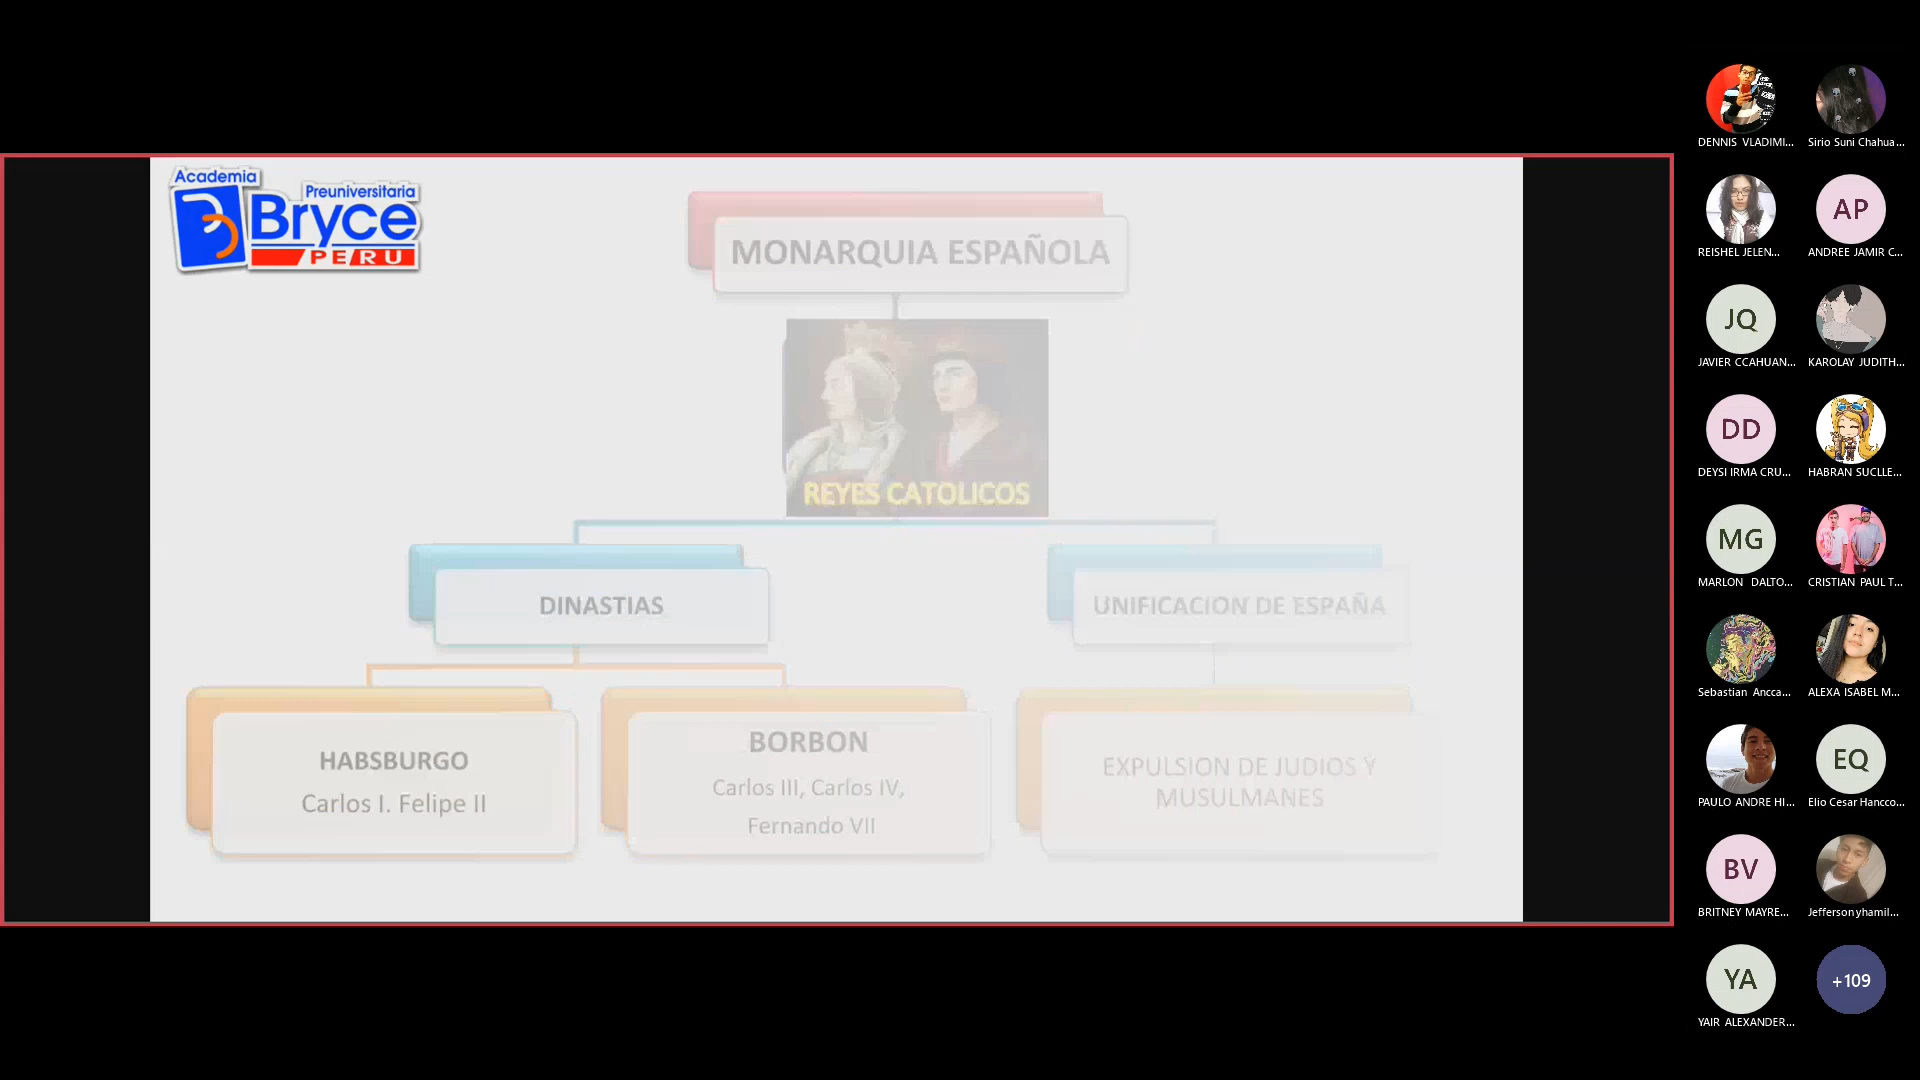 Academia
Preuniversitaria
Bryce
PERU
MONARQUIA ESPAÑOLA
REYES CATOLICOS
DINASTIAS
UNIFICACION DE ESPAÑA
HABSBURGO
Carlos I. Felipe II
BORBON
Carlos III, Carlos IV,
Fernando VII
EXPULSION DE JUDIOS Y
MUSULMANES
DENNIS VLADIMI...
Sirio Suni Chahua...
REISHEL JELEN...
AP
ANDREE JAMIR C...
JQ
JAVIER CCAHUAN...
KAROLAY JUDITH...
DD
DEYSI IRMA CRU...
HABRAN SUCLLE...
MG
MARLON DALTO...
CRISTIAN PAUL T...
Sebastian Ancca...
ALEXA ISABEL M...
PAULO ANDRE HI...
EQ
Elio Cesar Hancco...
BV
BRITNEY MAYRE...
Jefferson yhamil...
YA
YAIR ALEXANDER...
+109